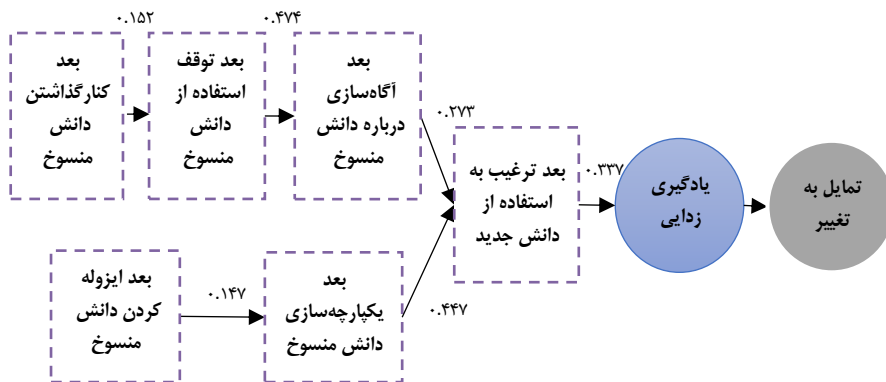 ۰.۱۵۲
۰.۴۷۴
بعد
کنارگذاشتن
دانش
منسوخ
بعد توقف
استفاده از
دانش
منسوخ
بعد
آگاه‌سازی
درباره دانش
منسوخ
۰.۲۷۳
بعد ترغیب به
استفاده از
دانش جدید
۰.۳۳۷
یادگیری
زدایی
تمایل به
تغییر
بعد ایزوله
کردن دانش
منسوخ
۰.۱۴۷
بعد
یکپارچه‌سازی
دانش منسوخ
۰.۴۴۷